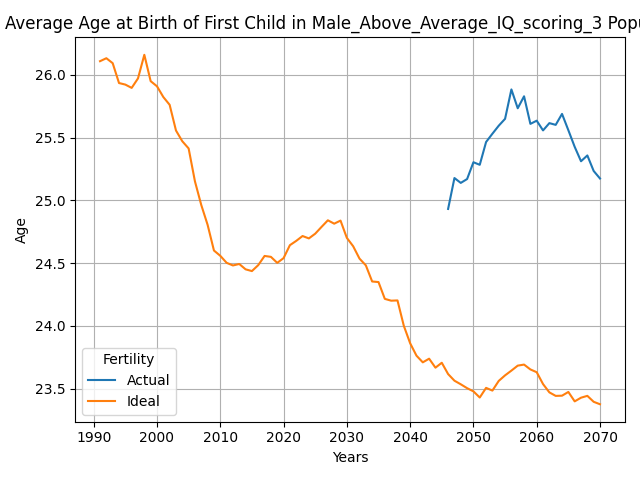 Average Age at Birth of First Child in Male_Above_Average_IQ_scoring_3 Popu
26.0
25.5
25.0
24.5
24.0
23.5
Age
Fertility
Actual
Ideal
1990 2000 2010 2020 2030 2040 2050 2060 2070
Years